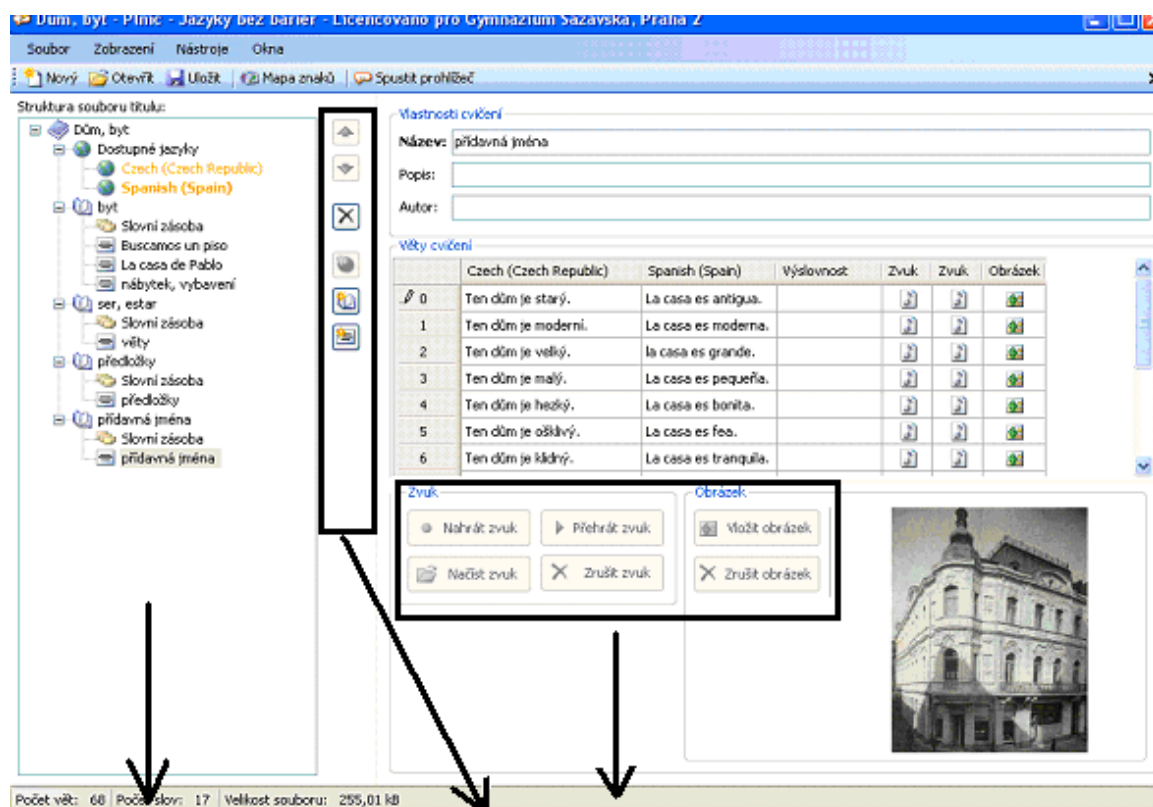 Dům, byt - Plnič - Jazyky bez bariér - Licencováno pro Gymnázium Sázavská, Praha 2
Soubor Zobrazení Nástroje Okna
Nový Otevřít Uložit Mapa znaků Spustit prohlížeč
Struktura souboru titulu:
Dům, byt
Dostupné jazyky
Czech (Czech Republic)
Spanish (Spain)
byt
Slovní zásoba
Buscamos un piso
La casa de Pablo
nábytek, vybavení
ser, estar
Slovní zásoba
věty
předložky
Slovní zásoba
předložky
přídavná jména
Slovní zásoba
přídavná jména
Vlastnosti cvičení
Název: přídavná jména
Popis:
Autor:
Věty cvičení
Czech (Czech Republic) Spanish (Spain) Výslovnost Zvuk Zvuk Obrázek
0 Ten dům je starý. La casa es antigua.
1 Ten dům je moderní. La casa es moderna.
2 Ten dům je velký. la casa es grande.
3 Ten dům je malý. La casa es pequeňa.
4 Ten dům je hezký. La casa es bonita.
5 Ten dům je ošklivý. La casa es fea.
6 Ten dům je klidný. La casa es tranquila.
Zvuk
Nahrát zvuk Přehrát zvuk
Načíst zvuk Zrušit zvuk
Obrázek
Vložit obrázek
Zrušit obrázek
Počet vět: 68 Počet slov: 17 Velikost souboru: 255,01 kB